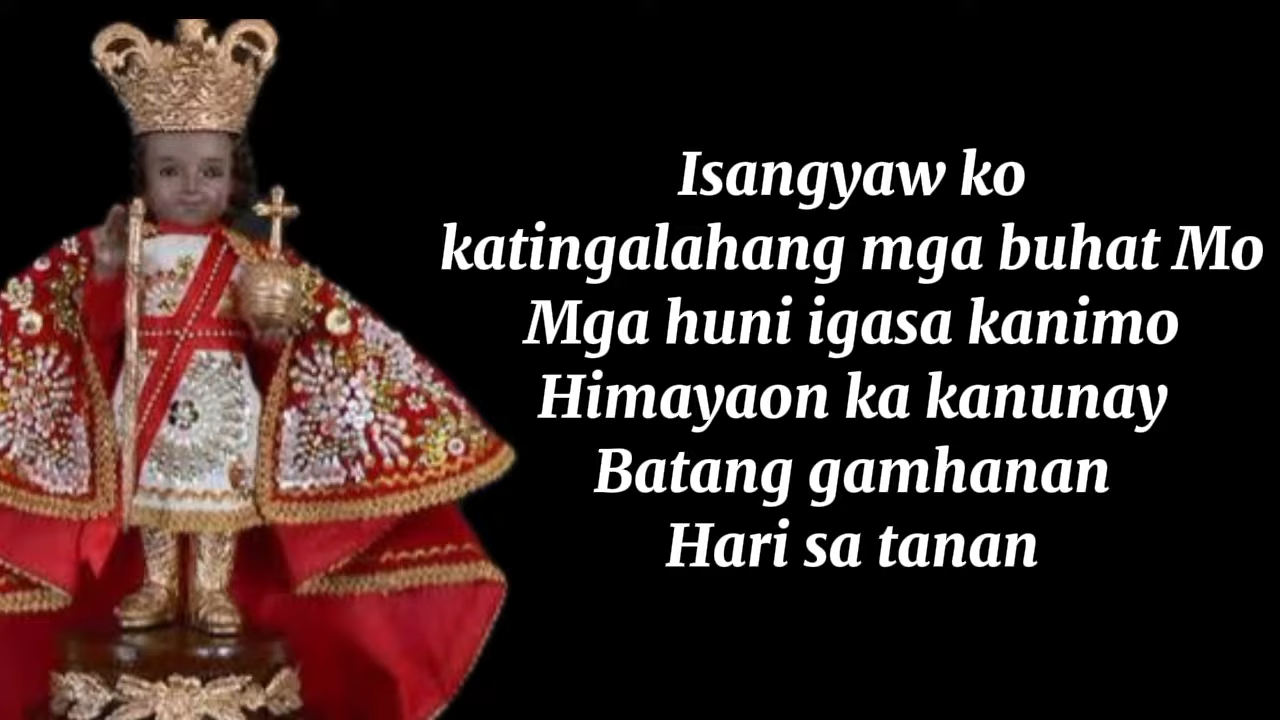 Isangyaw ko
katingalahang mga buhat Mo
Mga huni igasa kanimo
Himayaon ka kanunay
Batang gamhanan
Hari sa tanan